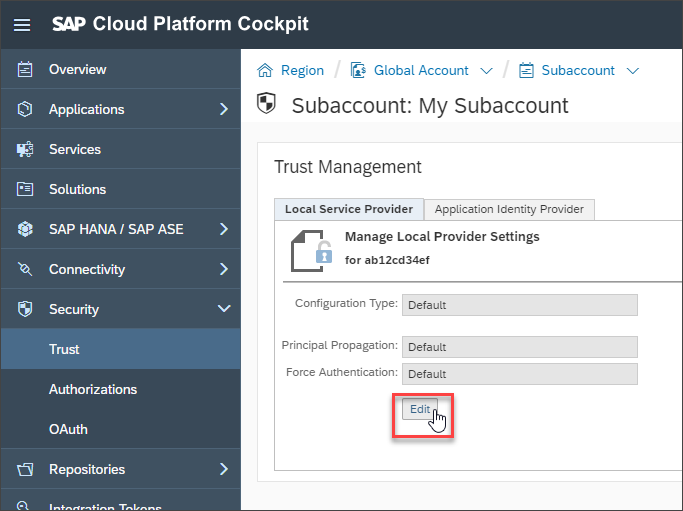 SAP Cloud Platform Cockpit
Overview
Applications
Services
Solutions
SAP HANA / SAP ASE
Connectivity
Security
Trust
Authorizations
OAuth
Repositories
Integration Tokens
Region / Global Account / Subaccount
Subaccount: My Subaccount
Trust Management
Local Service Provider Application Identity Provider
Manage Local Provider Settings
for ab12cd34ef
Configuration Type: Default
Principal Propagation: Default
Force Authentication: Default
Edit